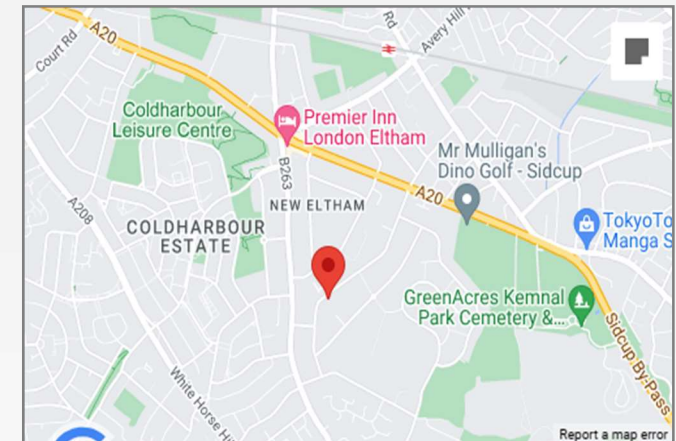 A20
Court Rd
Rd
Avery Hill
Coldharbour
Leisure Centre
Premier Inn
London Eltham
Mr Mulligan's
Dino Golf - Sidcup
B263
A20
A208
NEW ELTHAM
COLDHARBOUR
ESTATE
TokyoTo
Manga S
GreenAcres Kemnal
Park Cemetery &...
Sidcup By-Pass
White Horse Hi
Report a map error